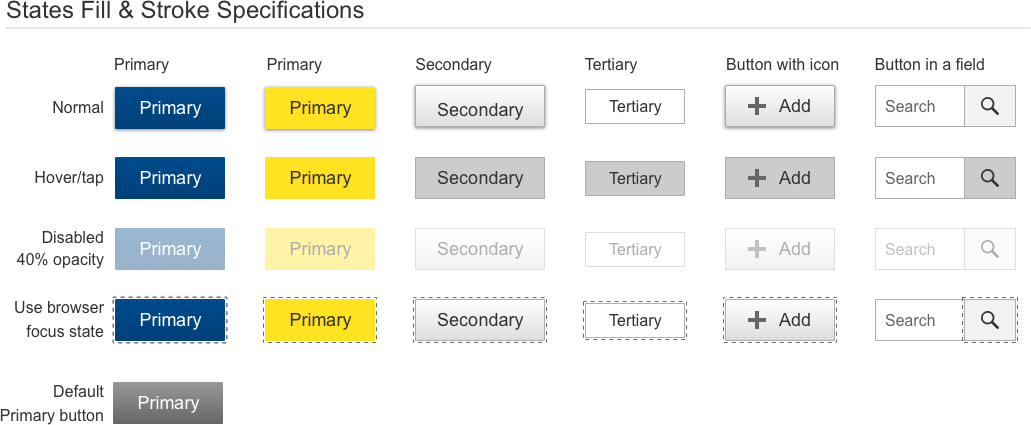 States Fill & Stroke Specifications
Primary Primary Secondary Tertiary Button with icon Button in a field
Normal Primary Primary Secondary Tertiary Add Search
Hover/tap Primary Primary Secondary Tertiary Add Search
Disabled
40% opacity Primary Primary Secondary Tertiary Add Search
Use browser
focus state Primary Primary Secondary Tertiary Add Search
Default
Primary button Primary